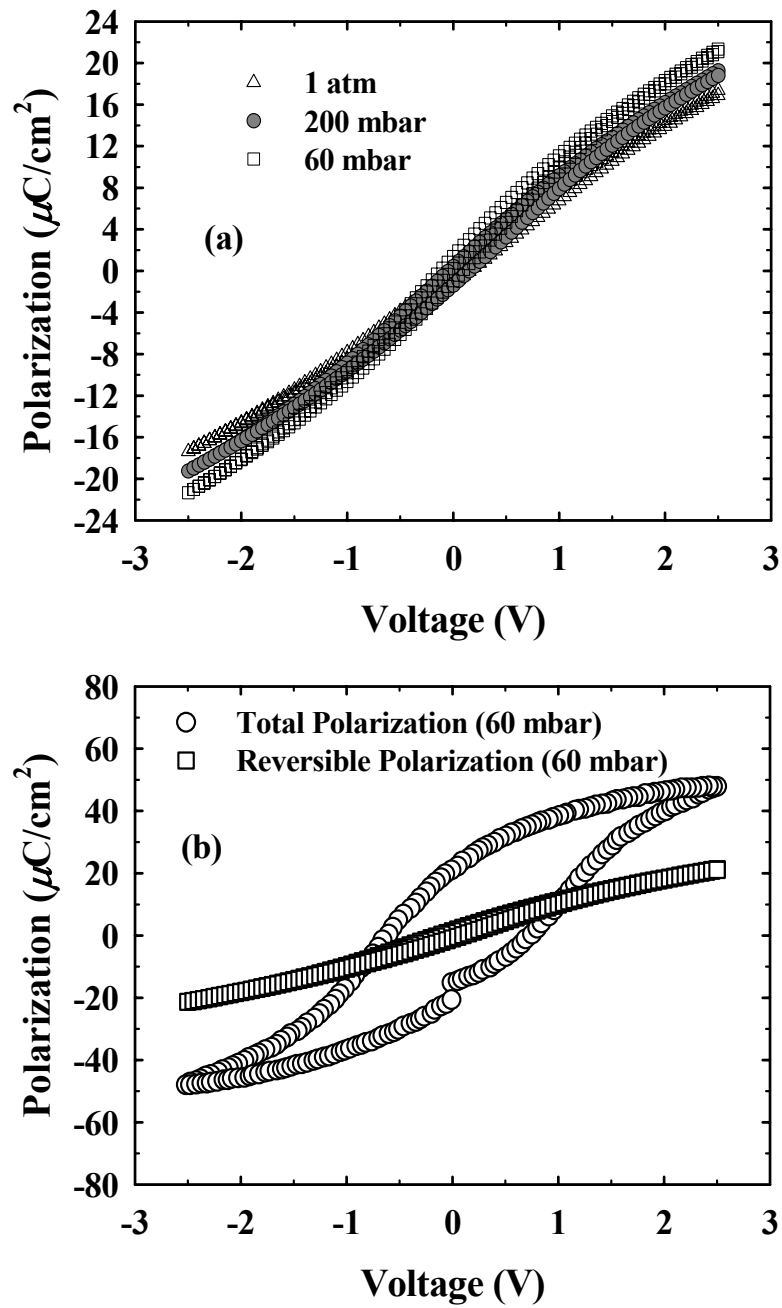 24
20
16
12
8
4
0
-4
-8
-12
-16
-20
-24
Polarization (μC/cm²)
1 atm
200 mbar
60 mbar
(a)
-3 -2 -1 0 1 2 3
Voltage (V)
80
60
40
20
0
-20
-40
-60
-80
Polarization (μC/cm²)
Total Polarization (60 mbar)
Reversible Polarization (60 mbar)
(b)
-3 -2 -1 0 1 2 3
Voltage (V)